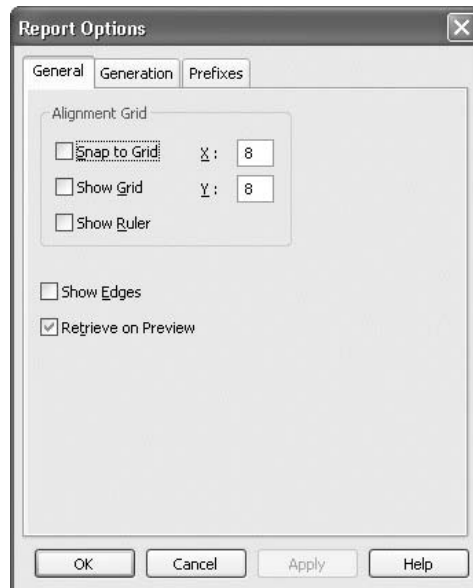 Report Options
General Generation Prefixes
Alignment Grid
Snap to Grid X: 8
Show Grid Y: 8
Show Ruler
Show Edges
Retrieve on Preview
OK Cancel Apply Help